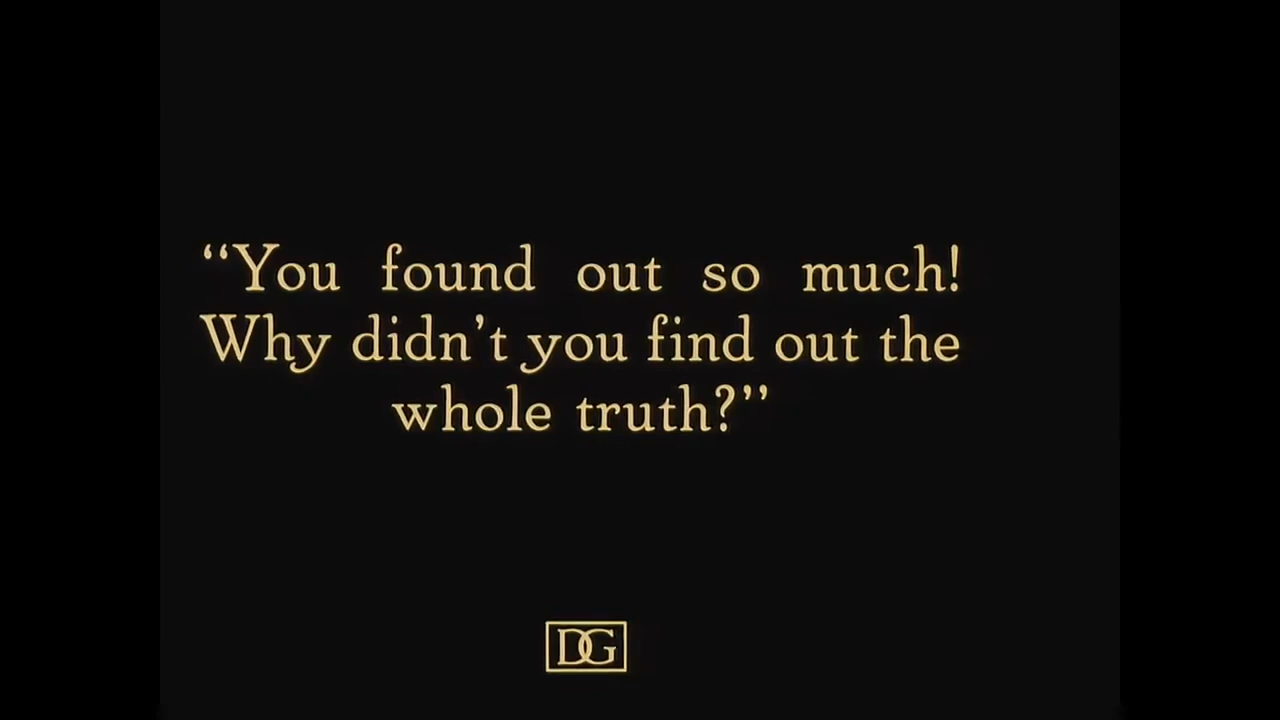 “You found out so much!
Why didn’t you find out the
whole truth?”
DG